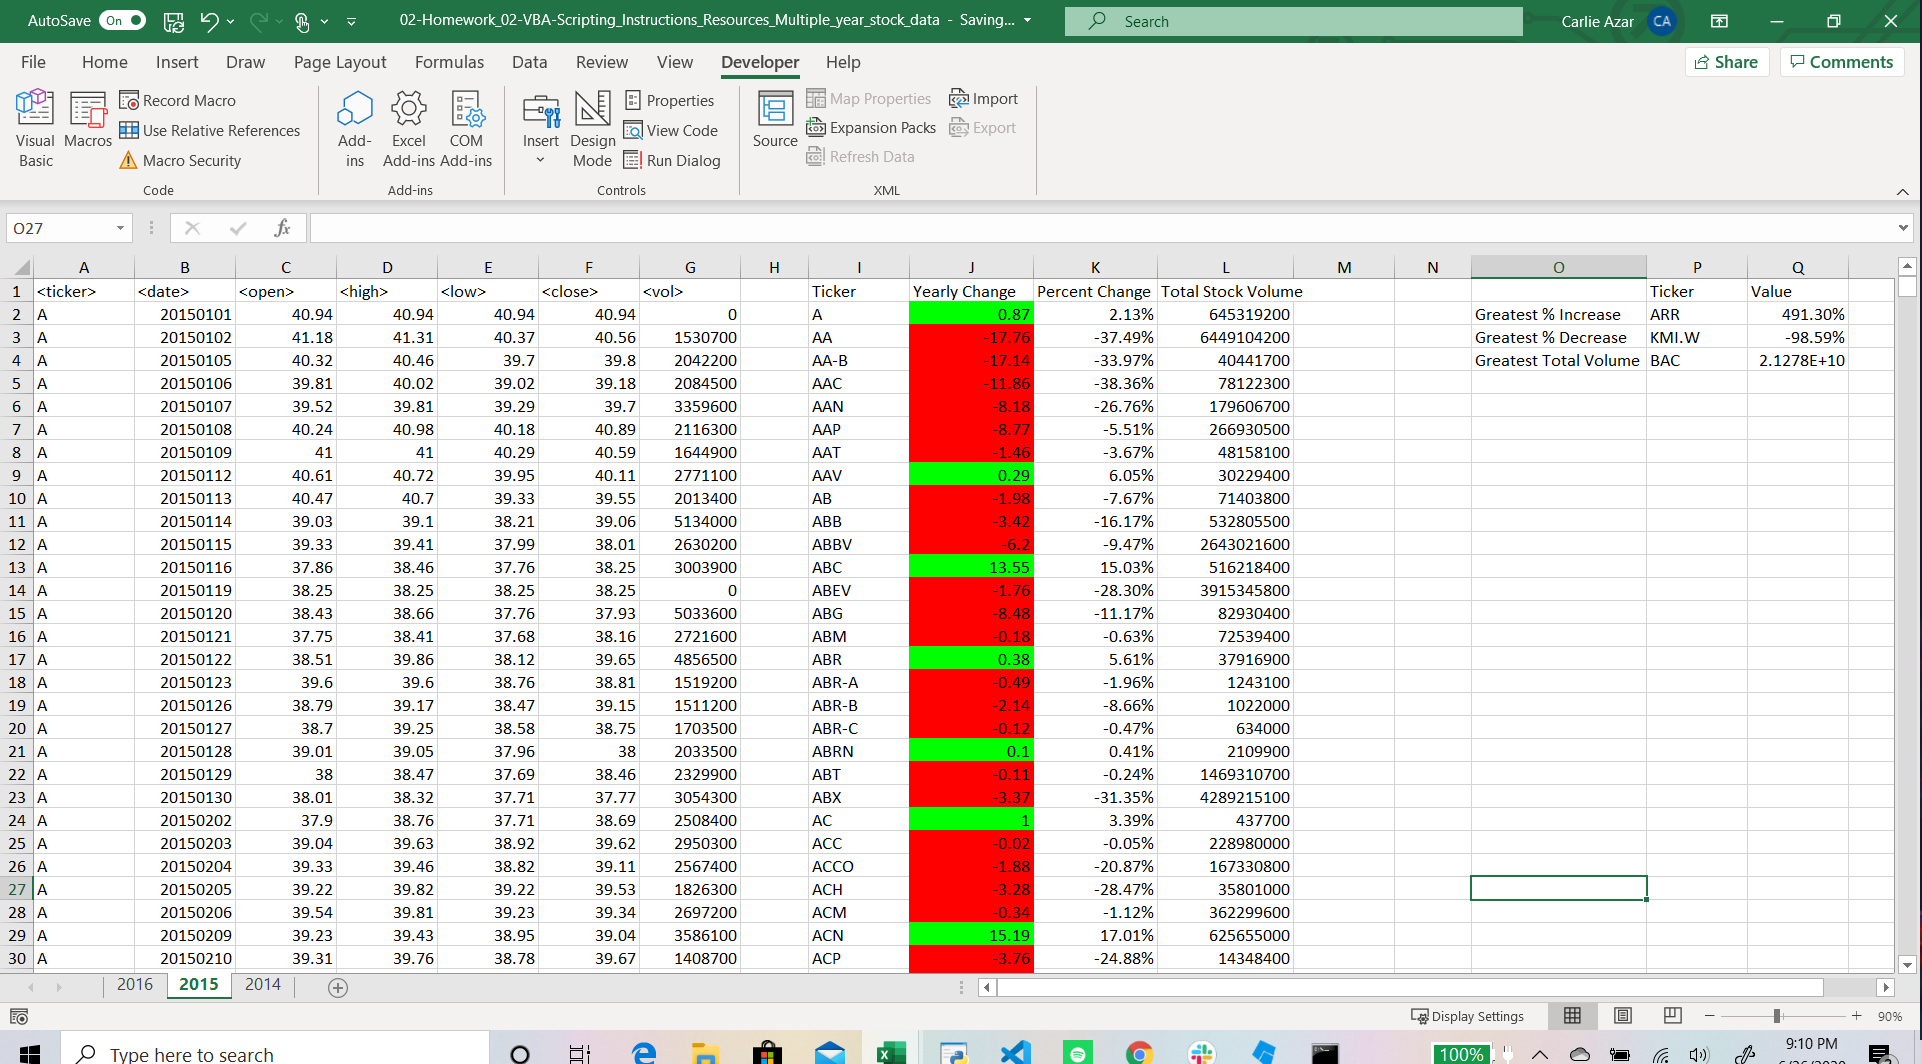 AutoSave On 02-Homework_02-VBA-Scripting_Instructions_Resources_Multiple_year_stock_data - Saving... Search Carlie Azar CA
File Home Insert Draw Page Layout Formulas Data Review View Developer Help Share Comments
Visual Basic Macros Record Macro Use Relative References Macro Security Code
Add-ins Excel Add-ins COM Add-ins Add-ins
Insert Design Mode Properties View Code Run Dialog Controls
Source Map Properties Expansion Packs Refresh Data Import Export XML
O27 fx
A B C D E F G H I J K L M N O P Q
1 <ticker> <date> <open> <high> <low> <close> <vol> Ticker Yearly Change Percent Change Total Stock Volume Ticker Value
2 A 20150101 40.94 40.94 40.94 40.94 0 A 0.87 2.13% 645319200 Greatest % Increase ARR 491.30%
3 A 20150102 41.18 41.31 40.37 40.56 1530700 AA -17.76 -37.49% 6449104200 Greatest % Decrease KMI.W -98.59%
4 A 20150105 40.32 40.46 39.7 39.8 2042200 AA-B -17.14 -33.97% 40441700 Greatest Total Volume BAC 2.1278E+10
5 A 20150106 39.81 40.02 39.02 39.18 2084500 AAC -11.86 -38.36% 78122300
6 A 20150107 39.52 39.81 39.29 39.7 3359600 AAN -8.18 -26.76% 179606700
7 A 20150108 40.24 40.98 40.18 40.89 2116300 AAP -8.77 -5.51% 266930500
8 A 20150109 41 41 40.29 40.59 1644900 AAT -1.46 -3.67% 48158100
9 A 20150112 40.61 40.72 39.95 40.11 2771100 AAV 0.29 6.05% 30229400
10 A 20150113 40.47 40.7 39.33 39.55 2013400 AB -1.98 -7.67% 71403800
11 A 20150114 39.03 39.1 38.21 39.06 5134000 ABB -3.42 -16.17% 532805500
12 A 20150115 39.33 39.41 37.99 38.01 2630200 ABBV -6.2 -9.47% 2643021600
13 A 20150116 37.86 38.46 37.76 38.25 3003900 ABC 13.55 15.03% 516218400
14 A 20150119 38.25 38.25 38.25 38.25 0 ABEV -1.76 -28.30% 3915345800
15 A 20150120 38.43 38.66 37.76 37.93 5033600 ABG -8.48 -11.17% 82930400
16 A 20150121 37.75 38.41 37.68 38.16 2721600 ABM -0.18 -0.63% 72539400
17 A 20150122 38.51 39.86 38.12 39.65 4856500 ABR 0.38 5.61% 37916900
18 A 20150123 39.6 39.6 38.76 38.81 1519200 ABR-A -0.49 -1.96% 1243100
19 A 20150126 38.79 39.17 38.47 39.15 1511200 ABR-B -2.14 -8.66% 1022000
20 A 20150127 38.7 39.25 38.58 38.75 1703500 ABR-C -0.12 -0.47% 634000
21 A 20150128 39.01 39.05 37.96 38 2033500 ABRN 0.1 0.41% 2109900
22 A 20150129 38 38.47 37.69 38.46 2329900 ABT -0.11 -0.24% 1469310700
23 A 20150130 38.01 38.32 37.71 37.77 3054300 ABX -3.37 -31.35% 4289215100
24 A 20150202 37.9 38.76 37.71 38.69 2508400 AC 1 3.39% 437700
25 A 20150203 39.04 39.63 38.92 39.62 2950300 ACC -0.02 -0.05% 228980000
26 A 20150204 39.33 39.46 38.82 39.11 2567400 ACCO -1.88 -20.87% 167330800
27 A 20150205 39.22 39.82 39.22 39.53 1826300 ACH -3.28 -28.47% 35801000
28 A 20150206 39.54 39.81 39.23 39.34 2697200 ACM -0.34 -1.12% 362299600
29 A 20150209 39.23 39.43 38.95 39.04 3586100 ACN 15.19 17.01% 625655000
30 A 20150210 39.31 39.76 38.78 39.67 1408700 ACP -3.76 -24.88% 14348400
2016 2015 2014
Display Settings 90%
Type here to search 100% 9:10 PM